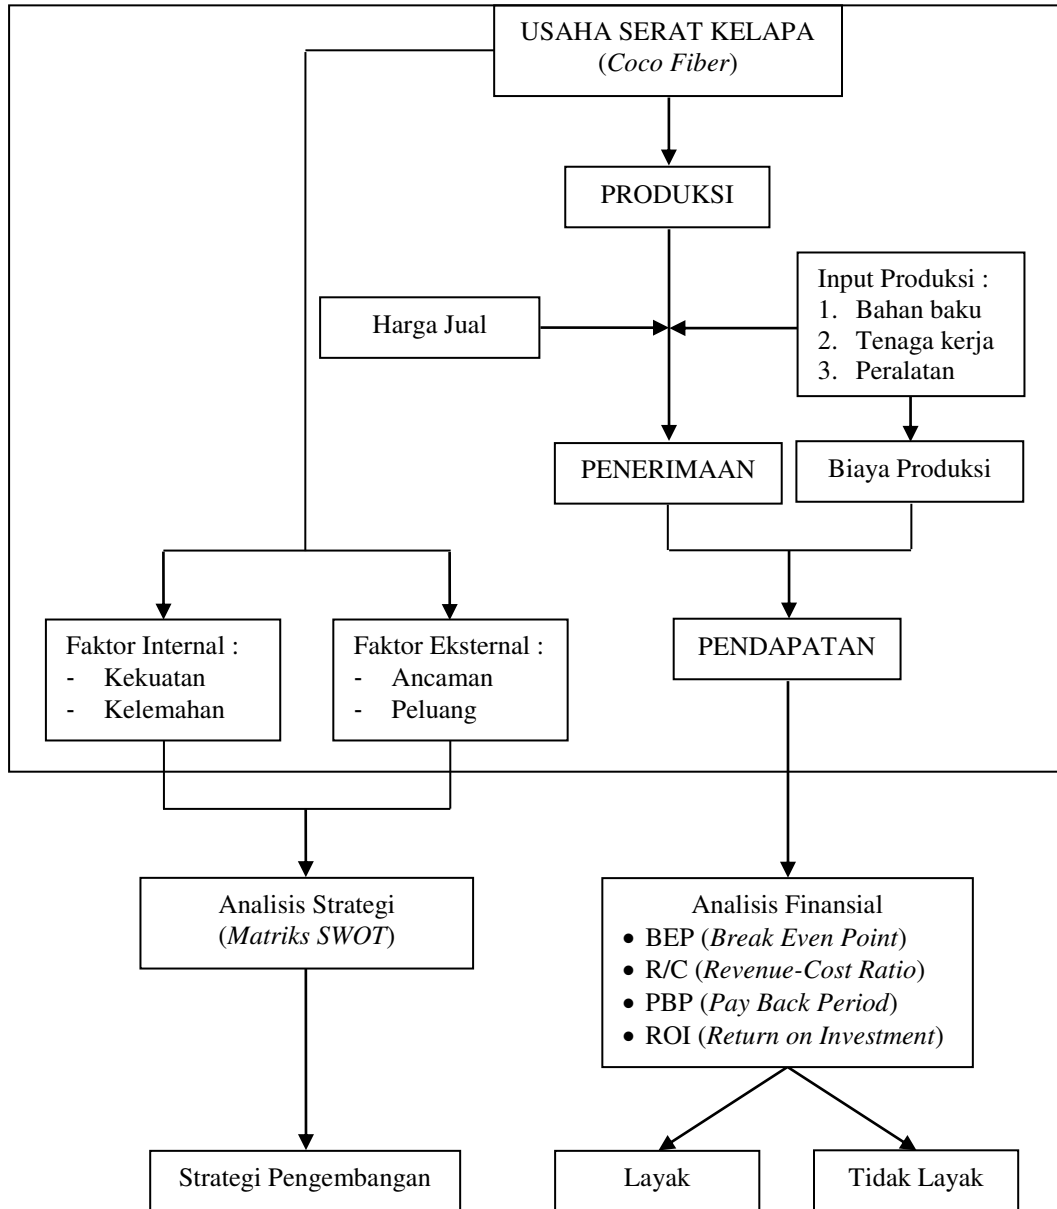 USAHA SERAT KELAPA
(Coco Fiber)
PRODUKSI
Harga Jual
Input Produksi :
1. Bahan baku
2. Tenaga kerja
3. Peralatan
PENERIMAAN
Biaya Produksi
Faktor Internal :
- Kekuatan
- Kelemahan
Faktor Eksternal :
- Ancaman
- Peluang
PENDAPATAN
Analisis Strategi
(Matriks SWOT)
Analisis Finansial
• BEP (Break Even Point)
• R/C (Revenue-Cost Ratio)
• PBP (Pay Back Period)
• ROI (Return on Investment)
Strategi Pengembangan
Layak
Tidak Layak